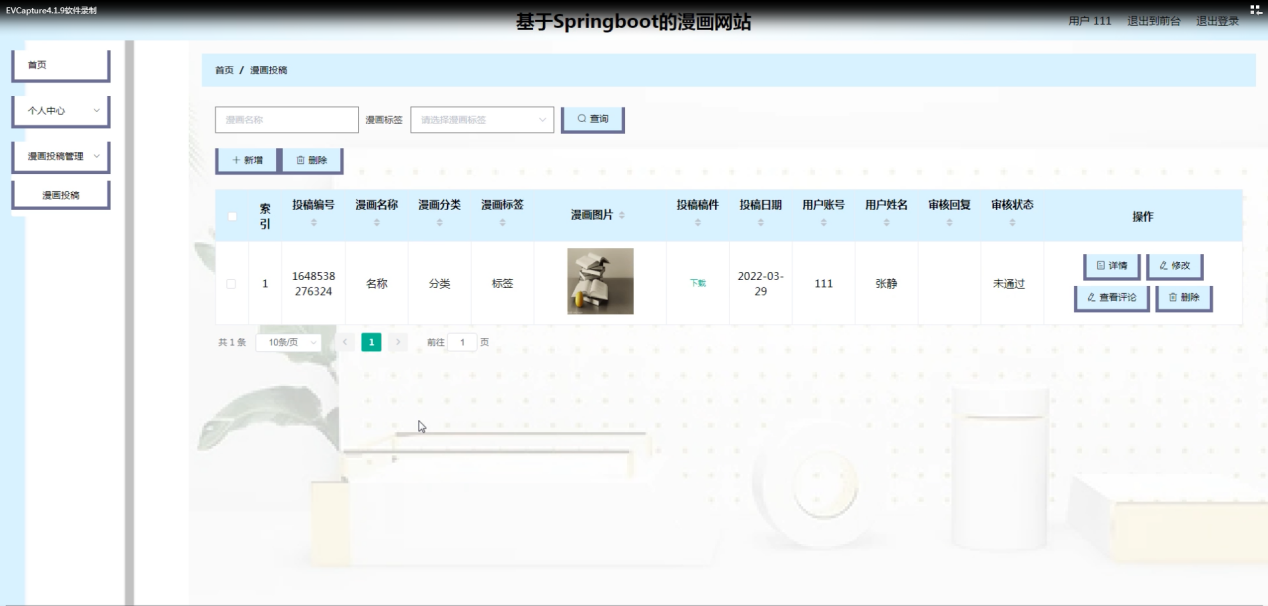 EVCapture4.1.9软件录制
基于Springboot的漫画网站
用户 111 退出到前台 退出登录
首页
个人中心
漫画投稿管理
漫画投稿
首页 / 漫画投稿
漫画名称 漫画标签 请选择漫画标签 查询
新增 删除
索引 投稿编号 漫画名称 漫画分类 漫画标签 漫画图片 投稿稿件 投稿日期 用户账号 用户姓名 审核回复 审核状态 操作
1 1648538276324 名称 分类 标签 下载 2022-03-29 111 张静 未通过 详情 修改
查看评论 删除
共 1 条 10条/页 1 前往 1 页